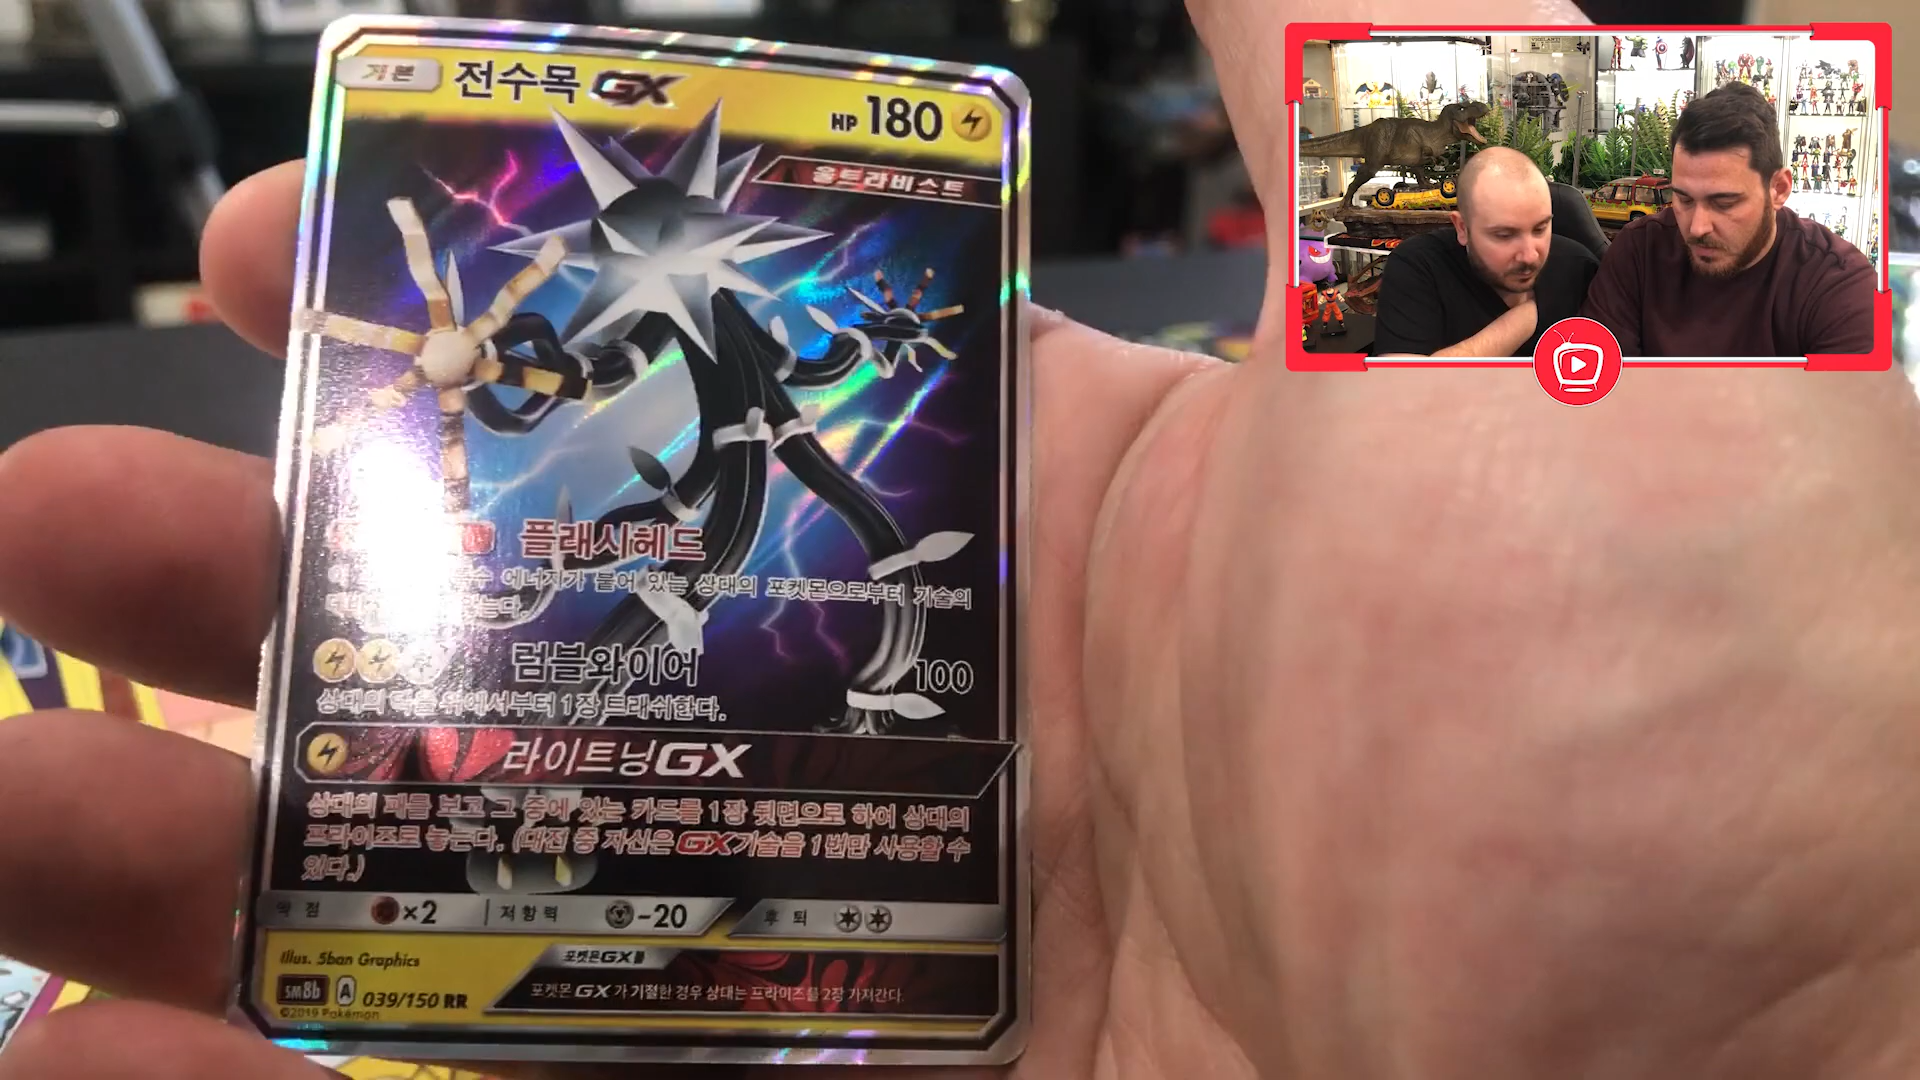 기본 전수목 GX HP 180
울트라비스트
플래시헤드
에너지가 붙어 있는 상대의 포켓몬으로부터 기술의
럼블와이어 100
상대의 덱을 위에서부터 1장 트래쉬한다.
라이트닝GX
상대의 패를 보고 그 중에 있는 카드를 1장 뒷면으로 하여 상대의
프라이즈로 놓는다. (대전 중 자신은 GX기술을 1번만 사용할 수
있다.)
약점 ×2 저항력 -20 후퇴
Illus. 5ban Graphics
포켓몬GX룰
포켓몬GX가 기절한 경우 상대는 프라이즈를 2장 가져간다.
sm8b A 039/150 RR
©2019 Pokémon